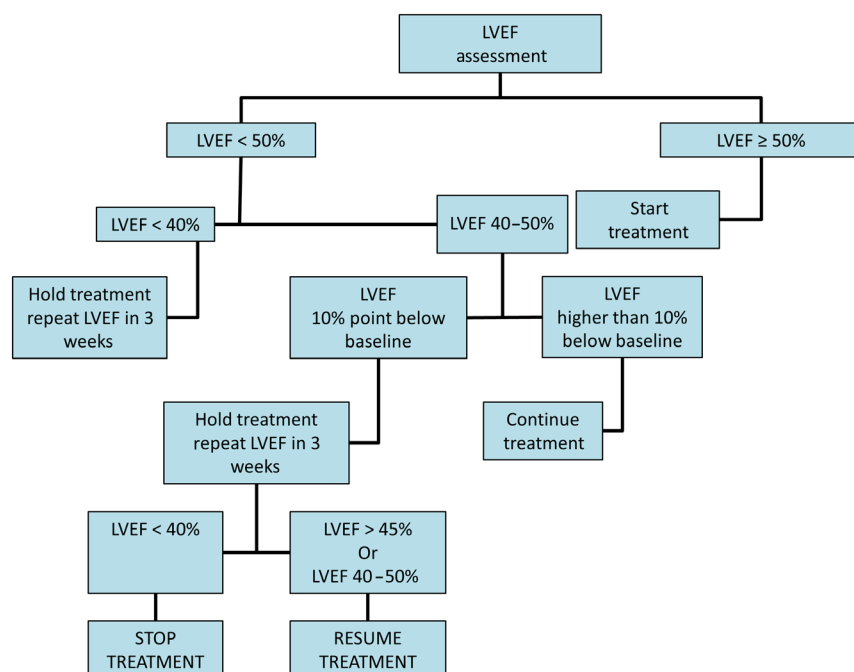 LVEF
assessment
LVEF < 50%
LVEF ≥ 50%
LVEF < 40%
LVEF 40–50%
Start
treatment
Hold treatment
repeat LVEF in 3
weeks
LVEF
10% point below
baseline
LVEF
higher than 10%
below baseline
Hold treatment
repeat LVEF in 3
weeks
Continue
treatment
LVEF < 40%
LVEF > 45%
Or
LVEF 40–50%
STOP
TREATMENT
RESUME
TREATMENT